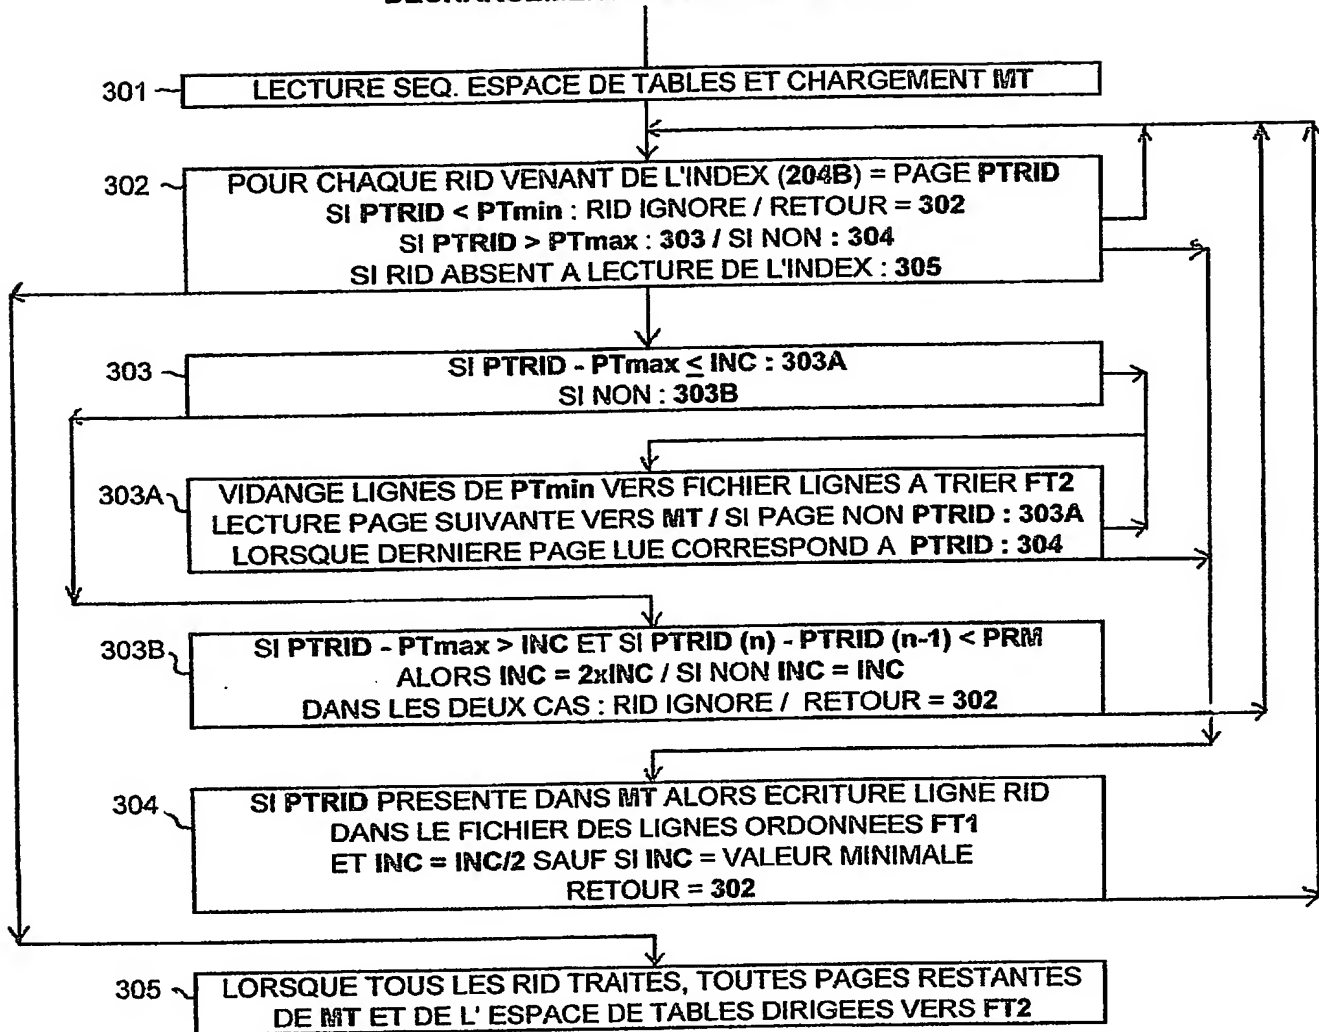 301
LECTURE SEQ. ESPACE DE TABLES ET CHARGEMENT MT
302
POUR CHAQUE RID VENANT DE L'INDEX (204B) = PAGE PTRID
SI PTRID < PTmin : RID IGNORE / RETOUR = 302
SI PTRID > PTmax : 303 / SI NON : 304
SI RID ABSENT A LECTURE DE L'INDEX : 305
303
SI PTRID - PTmax ≤ INC : 303A
SI NON : 303B
303A
VIDANGE LIGNES DE PTmin VERS FICHIER LIGNES A TRIER FT2
LECTURE PAGE SUIVANTE VERS MT / SI PAGE NON PTRID : 303A
LORSQUE DERNIERE PAGE LUE CORRESPOND A PTRID : 304
303B
SI PTRID - PTmax > INC ET SI PTRID (n) - PTRID (n-1) < PRM
ALORS INC = 2xINC / SI NON INC = INC
DANS LES DEUX CAS : RID IGNORE / RETOUR = 302
304
SI PTRID PRESENTE DANS MT ALORS ECRITURE LIGNE RID
DANS LE FICHIER DES LIGNES ORDONNEES FT1
ET INC = INC/2 SAUF SI INC = VALEUR MINIMALE
RETOUR = 302
305
LORSQUE TOUS LES RID TRAITES, TOUTES PAGES RESTANTES
DE MT ET DE L' ESPACE DE TABLES DIRIGEES VERS FT2